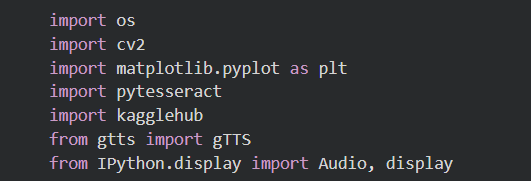 import os
import cv2
import matplotlib.pyplot as plt
import pytesseract
import kagglehub
from gtts import gTTS
from IPython.display import Audio, display